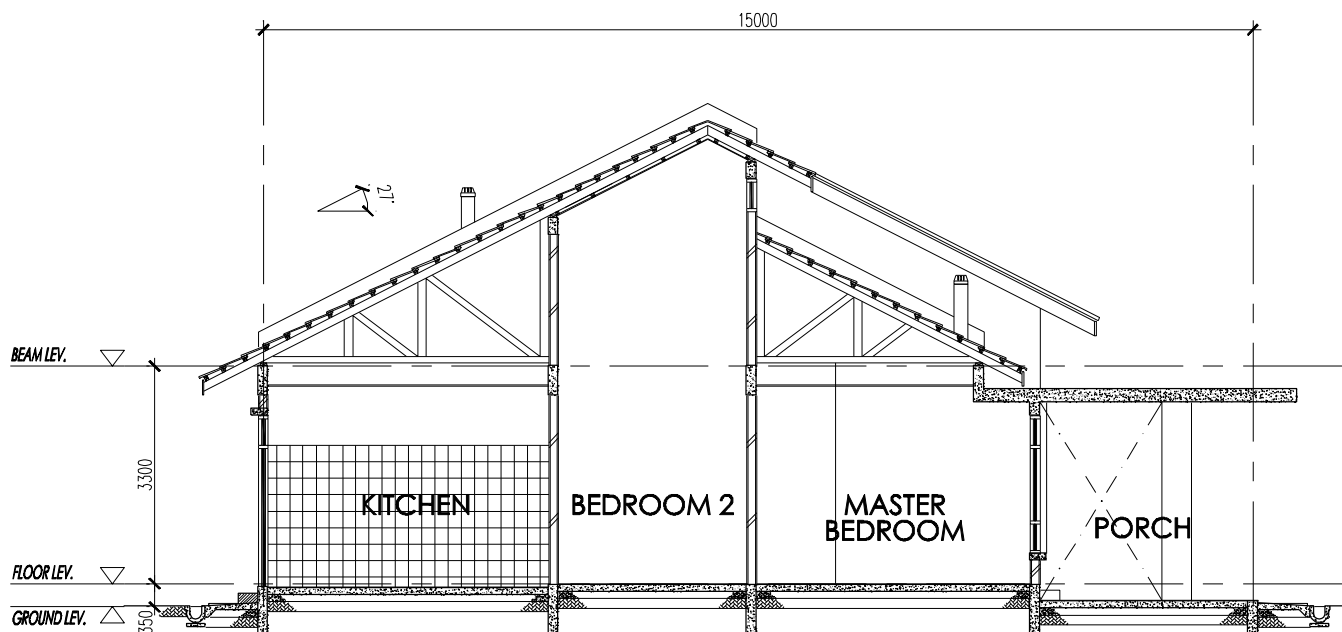 15000
27°
BEAM LEV.
3300
KITCHEN
BEDROOM 2
MASTER
BEDROOM
PORCH
FLOOR LEV.
GROUND LEV.
350